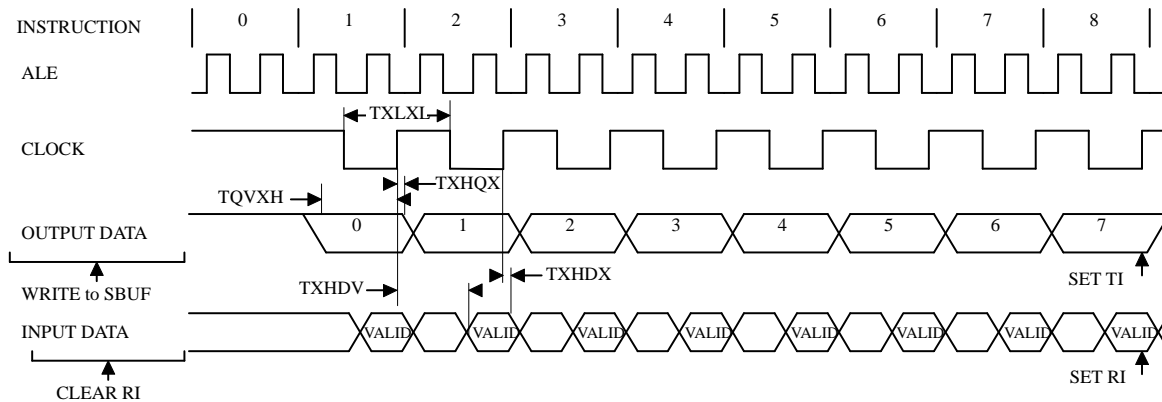 INSTRUCTION 0 1 2 3 4 5 6 7 8
ALE
TXLXL
CLOCK
TXHQX
TQVXH
OUTPUT DATA 0 1 2 3 4 5 6 7
TXHDX
SET TI
WRITE to SBUF
TXHDV
INPUT DATA VALID VALID VALID VALID VALID VALID VALID VALID
SET RI
CLEAR RI